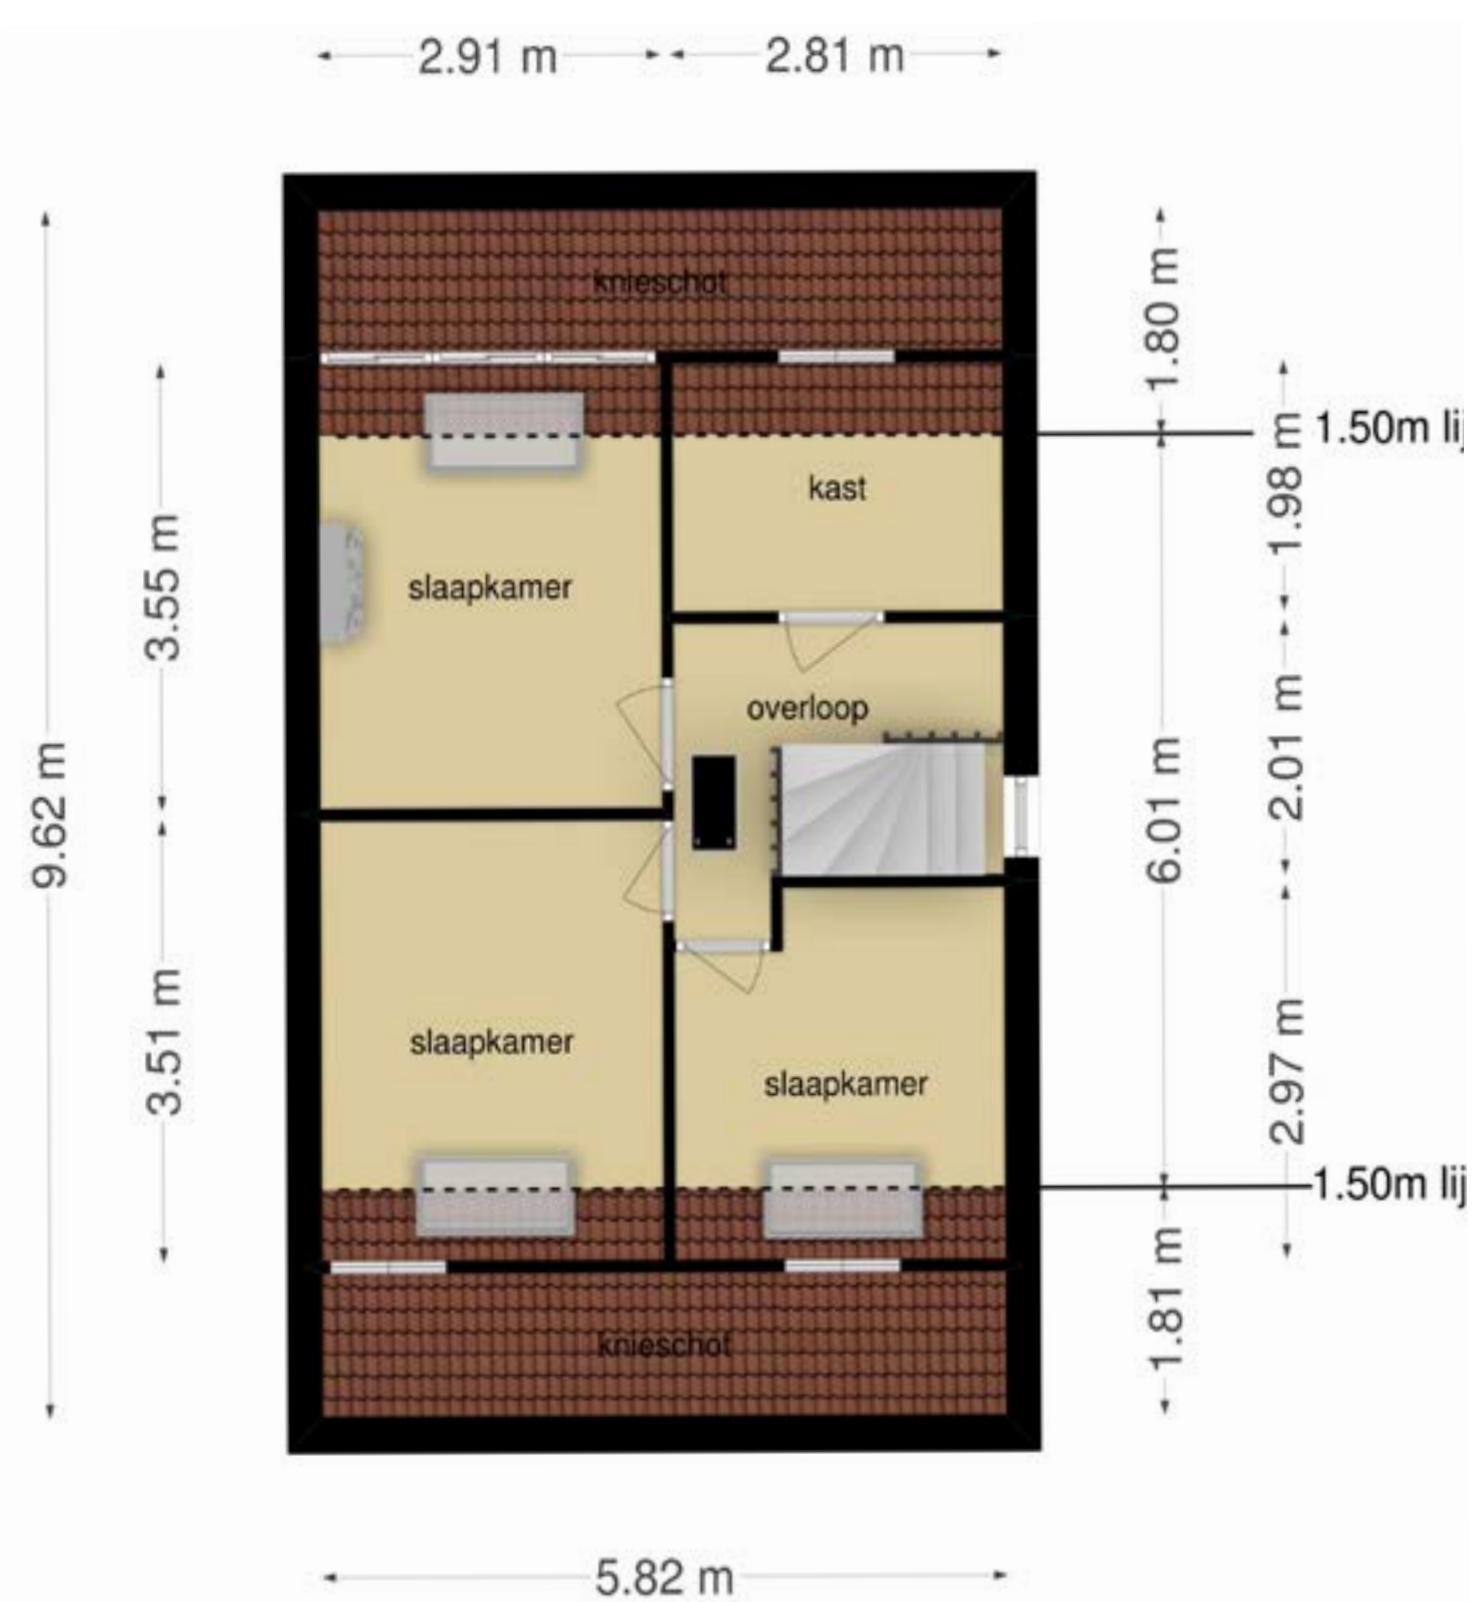 2.91 m
2.81 m
knieschot
1.80 m
1.50m lij
kast
1.98 m
slaapkamer
3.55 m
overloop
2.01 m
9.62 m
6.01 m
slaapkamer
3.51 m
slaapkamer
2.97 m
1.50m lij
1.81 m
knieschot
5.82 m